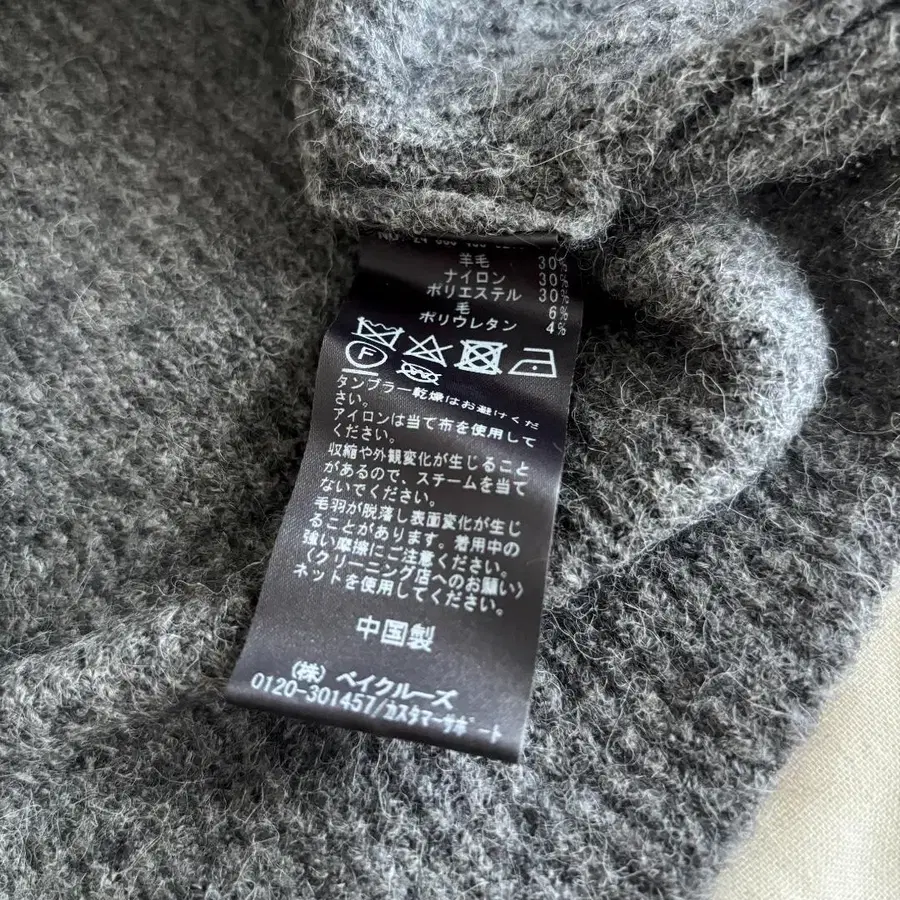 羊毛 30%
ナイロン 30%
ポリエステル 30%
毛 6%
ポリウレタン 4%
F
タンブラー乾燥はお避けくだ
さい。
アイロンは当て布を使用して
ください。
収縮や外観変化が生じること
があるので、スチームを当て
ないでください。
毛羽が脱落し表面変化が生じ
ることがあります。着用中の
強い摩擦にご注意ください。
〈クリーニング店へのお願い〉
ネットを使用してください。
中国製
(株) ベイクルーズ
0120-301457/カスタマーサポート